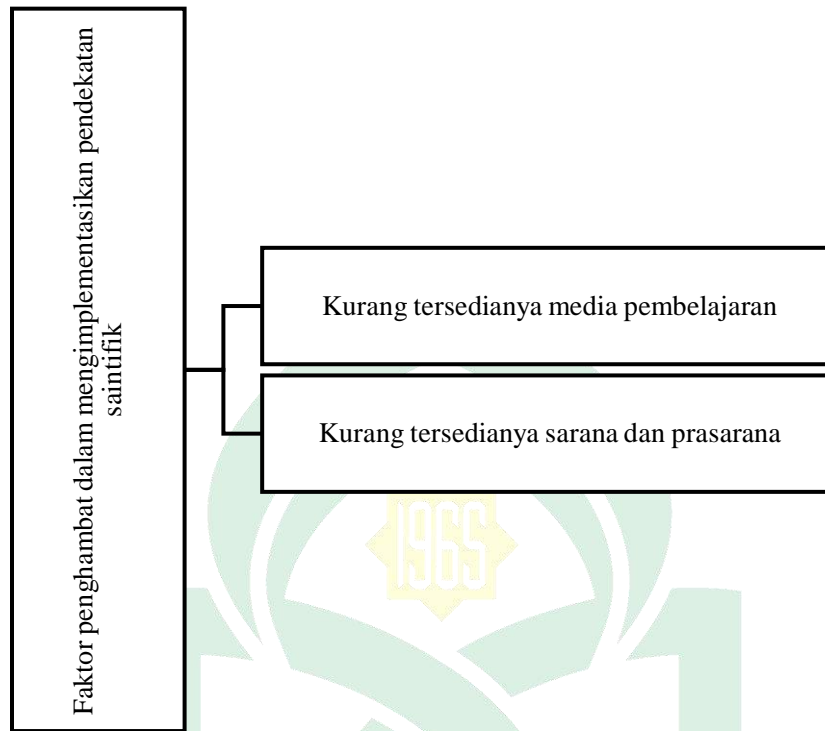 Faktor penghambat dalam mengimplementasikan pendekatan
saintifik
Kurang tersedianya media pembelajaran
Kurang tersedianya sarana dan prasarana
1965